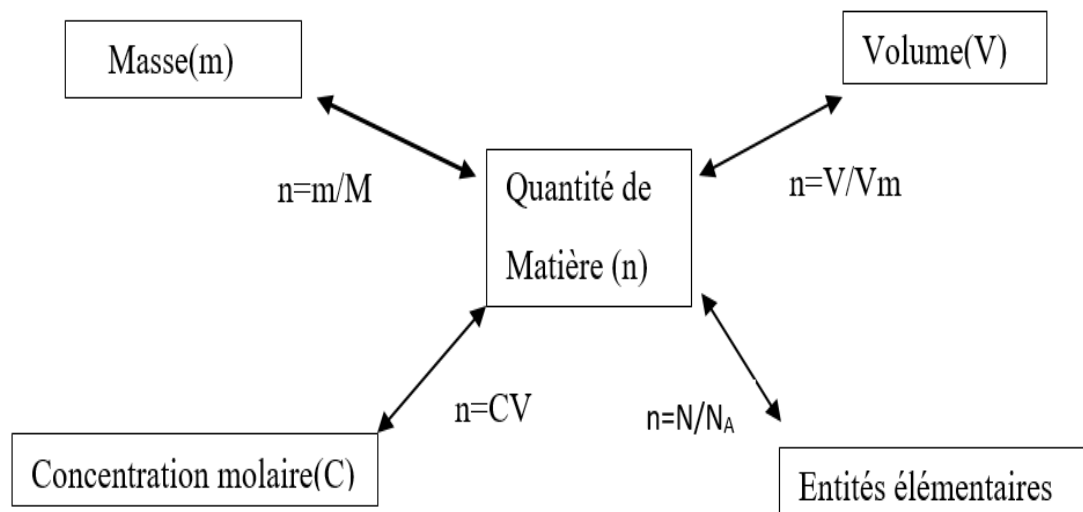 Masse(m)
Volume(V)
n=m/M
Quantité de
Matière (n)
n=V/Vm
n=CV
n=N/NA
Concentration molaire(C)
Entités élémentaires